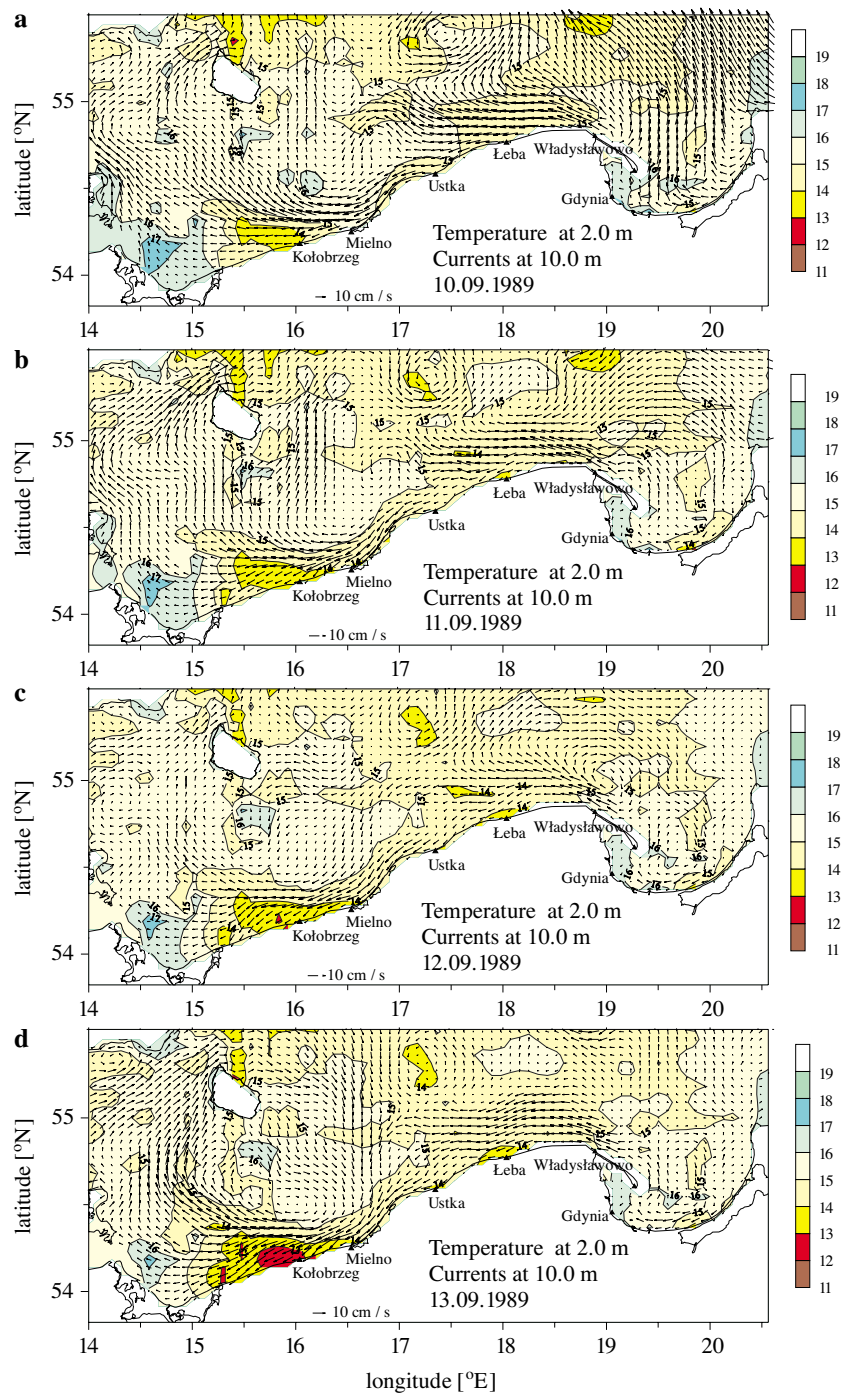 a
19
18
17
16
15
14
13
12
11
latitude [°N]
55
54
Łeba
Władysławowo
Ustka
Gdynia
Mielno
Kołobrzeg
Temperature at 2.0 m
Currents at 10.0 m
10.09.1989
10 cm / s
14 15 16 17 18 19 20
b
19
18
17
16
15
14
13
12
11
latitude [°N]
55
54
Łeba
Władysławowo
Ustka
Gdynia
Mielno
Kołobrzeg
Temperature at 2.0 m
Currents at 10.0 m
11.09.1989
10 cm / s
14 15 16 17 18 19 20
c
19
18
17
16
15
14
13
12
11
latitude [°N]
55
54
Łeba
Władysławowo
Ustka
Gdynia
Mielno
Kołobrzeg
Temperature at 2.0 m
Currents at 10.0 m
12.09.1989
10 cm / s
14 15 16 17 18 19 20
d
19
18
17
16
15
14
13
12
11
latitude [°N]
55
54
Łeba
Władysławowo
Ustka
Gdynia
Mielno
Kołobrzeg
Temperature at 2.0 m
Currents at 10.0 m
13.09.1989
10 cm / s
14 15 16 17 18 19 20
longitude [°E]